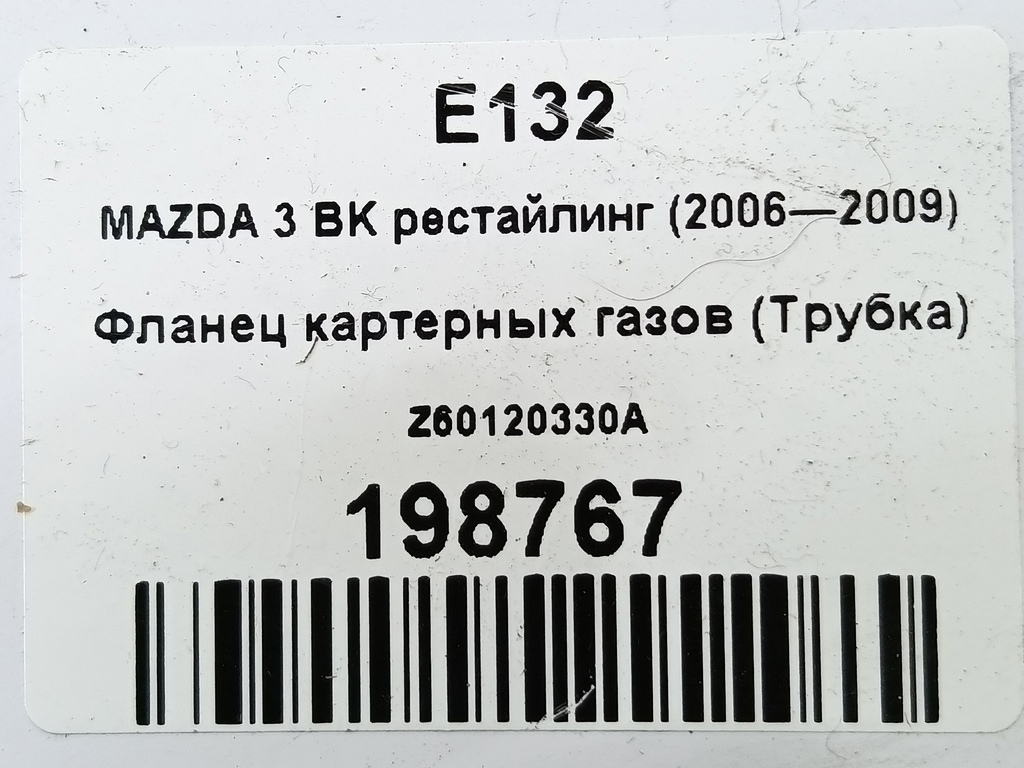 E132
MAZDA 3 BK рестайлинг (2006—2009)
Фланец картерных газов (Трубка)
Z60120330A
198767